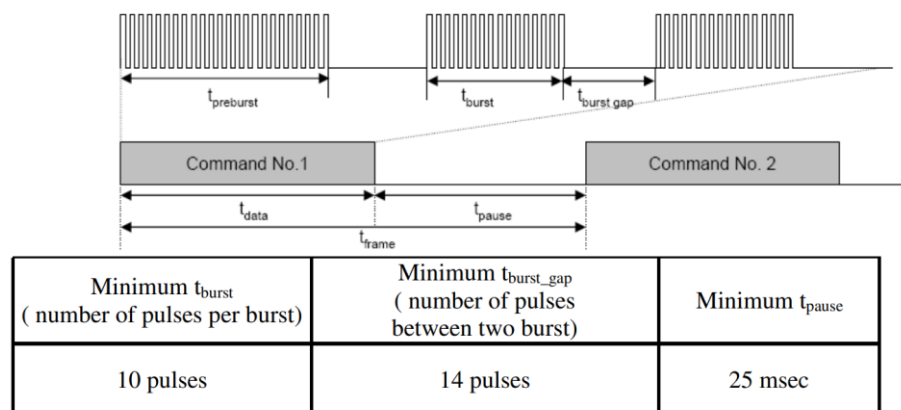 tpreburst
tburst
tburst gap
Command No.1
Command No. 2
tdata
tpause
tframe
Minimum tburst
( number of pulses per burst)
Minimum tburst_gap
( number of pulses
between two burst)
Minimum tpause
10 pulses
14 pulses
25 msec